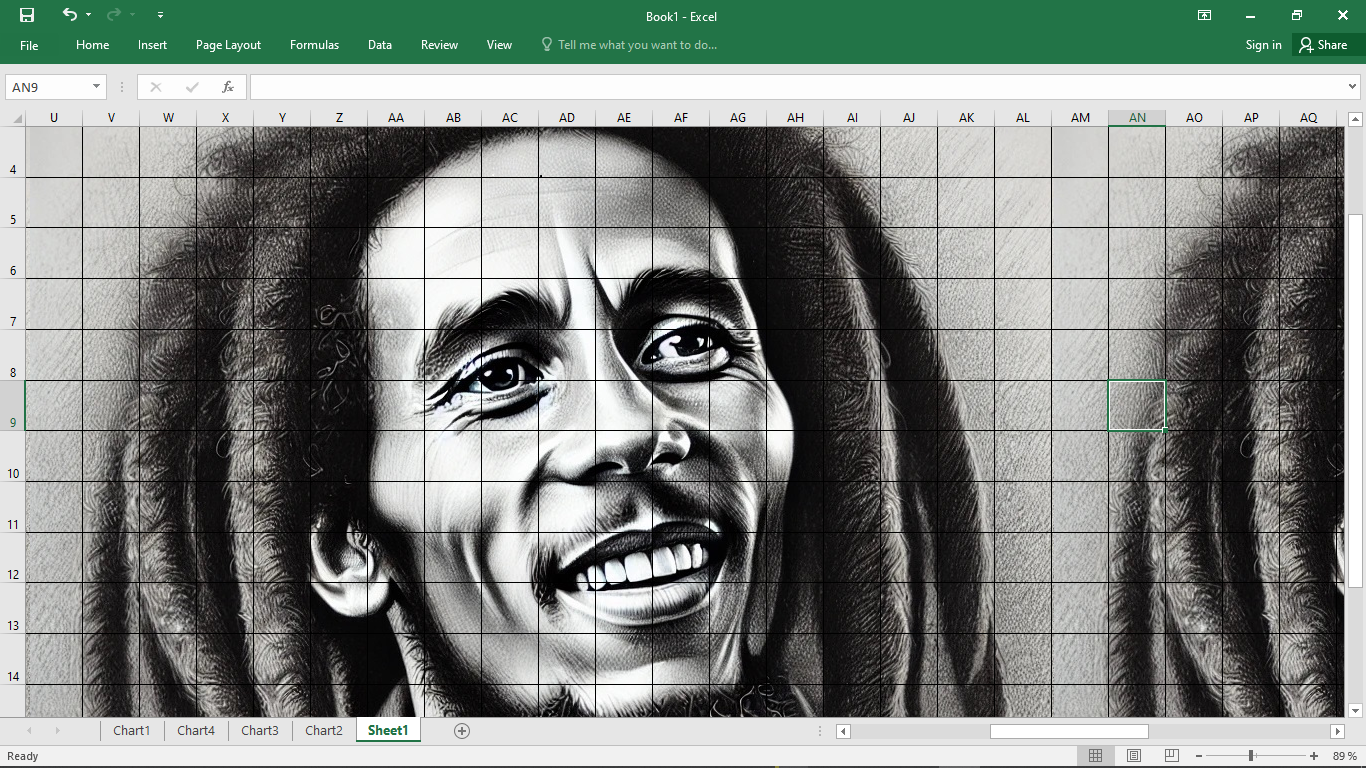 Book1 - Excel
File Home Insert Page Layout Formulas Data Review View Tell me what you want to do... Sign in Share
AN9 fx
U V W X Y Z AA AB AC AD AE AF AG AH AI AJ AK AL AM AN AO AP AQ
4
5
6
7
8
9
10
11
12
13
14
Chart1 Chart4 Chart3 Chart2 Sheet1
Ready 89 %